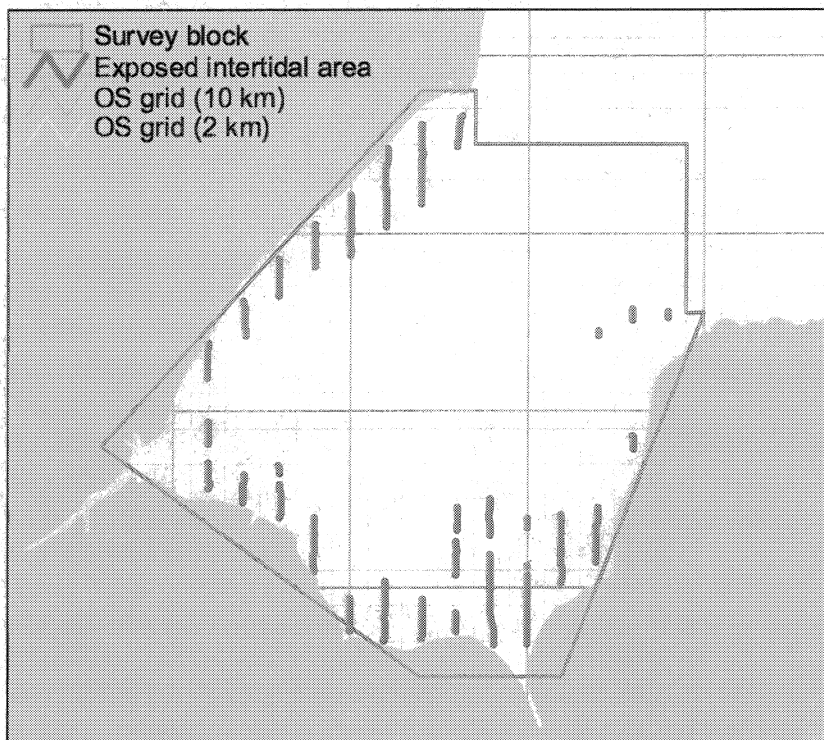 Survey block
Exposed intertidal area
OS grid (10 km)
OS grid (2 km)